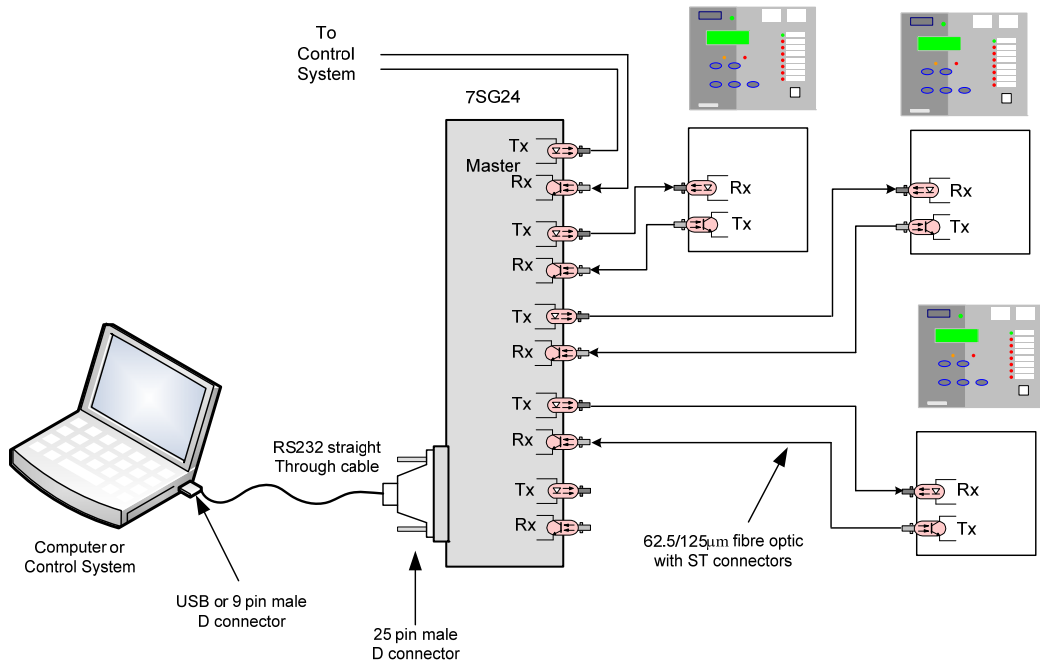 To
Control
System
7SG24
Tx
Master
Rx
Tx
Rx
Tx
Rx
Tx
Rx
Tx
Rx
Rx
Tx
Rx
Tx
Rx
Tx
RS232 straight
Through cable
Computer or
Control System
USB or 9 pin male
D connector
25 pin male
D connector
62.5/125μm fibre optic
with ST connectors